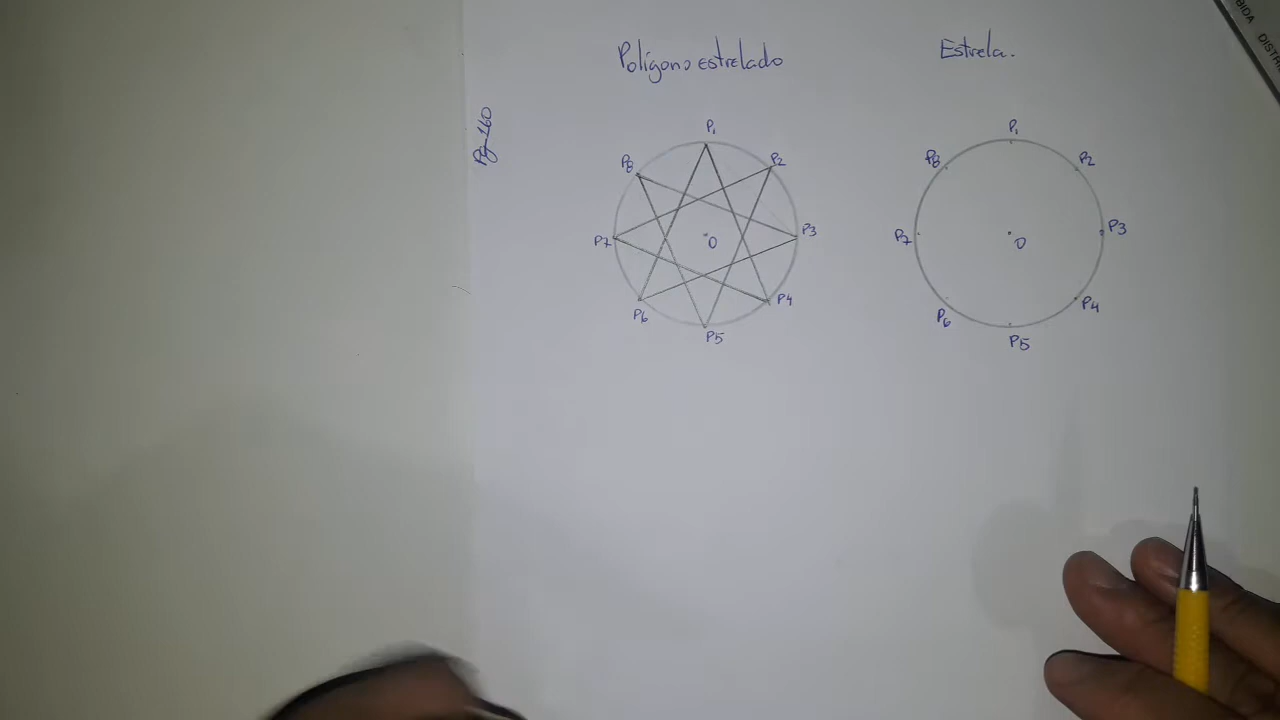 Polígono estrelado
Estrela.
Pg 160
P1
P2
P3
P4
P5
P6
P7
P8
O
P1
P2
P3
P4
P5
P6
P7
P8
O
BIDA